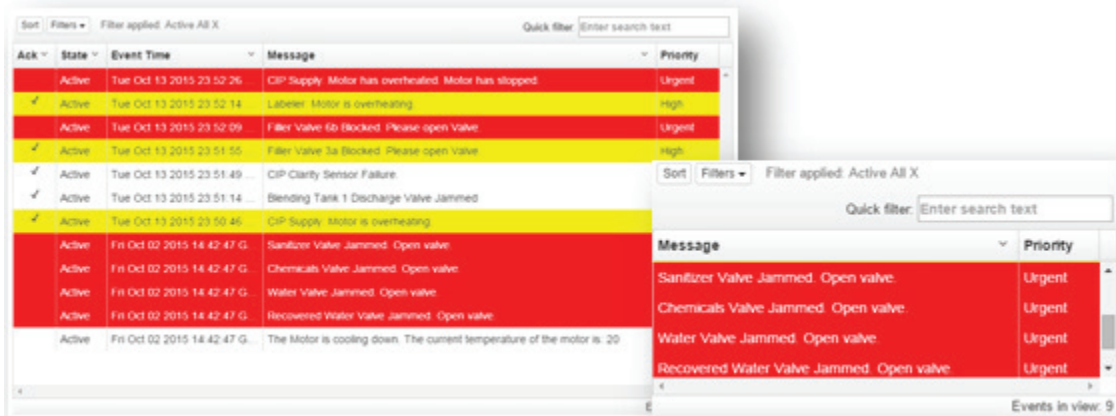 Sort Filters Filter applied: Active All X Quick filter: Enter search text
Ack State Event Time Message Priority
Active Tue Oct 13 2015 23:52:26 ... CIP Supply. Motor has overheated. Motor has stopped. Urgent
✓ Active Tue Oct 13 2015 23:52:14 ... Labeler. Motor is overheating. High
Active Tue Oct 13 2015 23:52:09 ... Filler Valve 6b Blocked. Please open Valve. Urgent
✓ Active Tue Oct 13 2015 23:51:55 ... Filler Valve 3a Blocked. Please open Valve High
✓ Active Tue Oct 13 2015 23:51:49 ... CIP Clarity Sensor Failure.
✓ Active Tue Oct 13 2015 23:51:14 ... Blending Tank 1 Discharge Valve Jammed
✓ Active Tue Oct 13 2015 23:50:46 ... CIP Supply. Motor is overheating.
Active Fri Oct 02 2015 14:42:47 G... Sanitizer Valve Jammed. Open valve.
Active Fri Oct 02 2015 14:42:47 G... Chemicals Valve Jammed. Open valve.
Active Fri Oct 02 2015 14:42:47 G... Water Valve Jammed. Open valve.
Active Fri Oct 02 2015 14:42:47 G... Recovered Water Valve Jammed. Open valve.
Active Fri Oct 02 2015 14:42:47 G... The Motor is cooling down. The current temperature of the motor is: 20
Sort Filters Filter applied: Active All X
Quick filter: Enter search text
Message Priority
Sanitizer Valve Jammed. Open valve. Urgent
Chemicals Valve Jammed. Open valve. Urgent
Water Valve Jammed. Open valve. Urgent
Recovered Water Valve Jammed. Open valve. Urgent
Events in view: 9